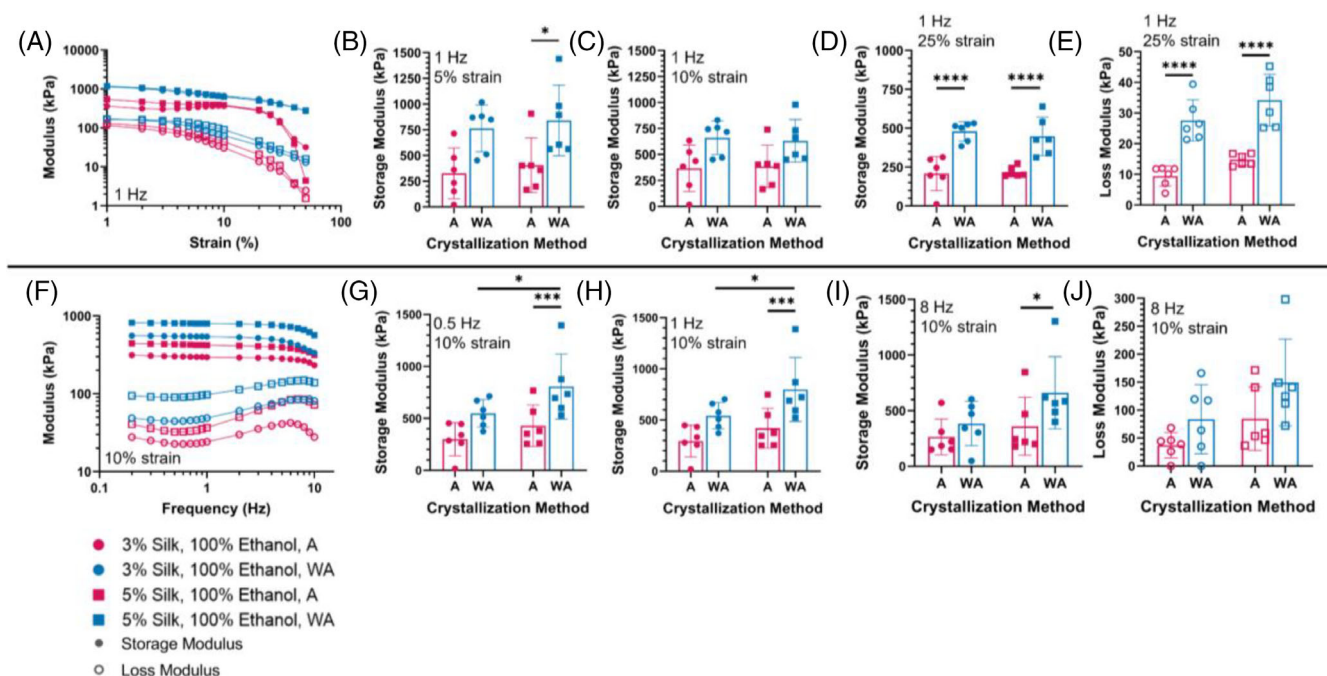 (A)
Modulus (kPa)
10000
1000
100
10
1
1 Hz
1
10
100
Strain (%)
(B)
Storage Modulus (kPa)
1500
1250
1000
750
500
250
0
1 Hz
5% strain
*
A WA A WA
Crystallization Method
(C)
Storage Modulus (kPa)
1500
1250
1000
750
500
250
0
1 Hz
10% strain
A WA A WA
Crystallization Method
(D)
Storage Modulus (kPa)
1000
750
500
250
0
1 Hz
25% strain
**** ****
A WA A WA
Crystallization Method
(E)
Loss Modulus (kPa)
50
40
30
20
10
0
1 Hz
25% strain
**** ****
A WA A WA
Crystallization Method
(F)
Modulus (kPa)
1000
100
10
10% strain
0.1
1
10
Frequency (Hz)
(G)
Storage Modulus (kPa)
1500
1000
500
0
0.5 Hz
10% strain
*
***
A WA A WA
Crystallization Method
(H)
Storage Modulus (kPa)
1500
1000
500
0
1 Hz
10% strain
*
***
A WA A WA
Crystallization Method
(I)
Storage Modulus (kPa)
1500
1000
500
0
8 Hz
10% strain
*
A WA A WA
Crystallization Method
(J)
Loss Modulus (kPa)
300
250
200
150
100
50
0
8 Hz
10% strain
A WA A WA
Crystallization Method
3% Silk, 100% Ethanol, A
3% Silk, 100% Ethanol, WA
5% Silk, 100% Ethanol, A
5% Silk, 100% Ethanol, WA
Storage Modulus
Loss Modulus